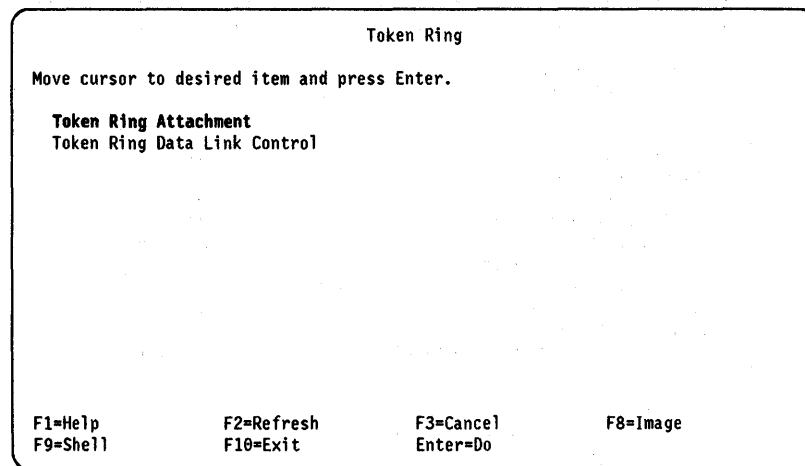 Token Ring
Move cursor to desired item and press Enter.
Token Ring Attachment
Token Ring Data Link Control
F1=Help F2=Refresh F3=Cancel F8=Image
F9=Shell F10=Exit Enter=Do